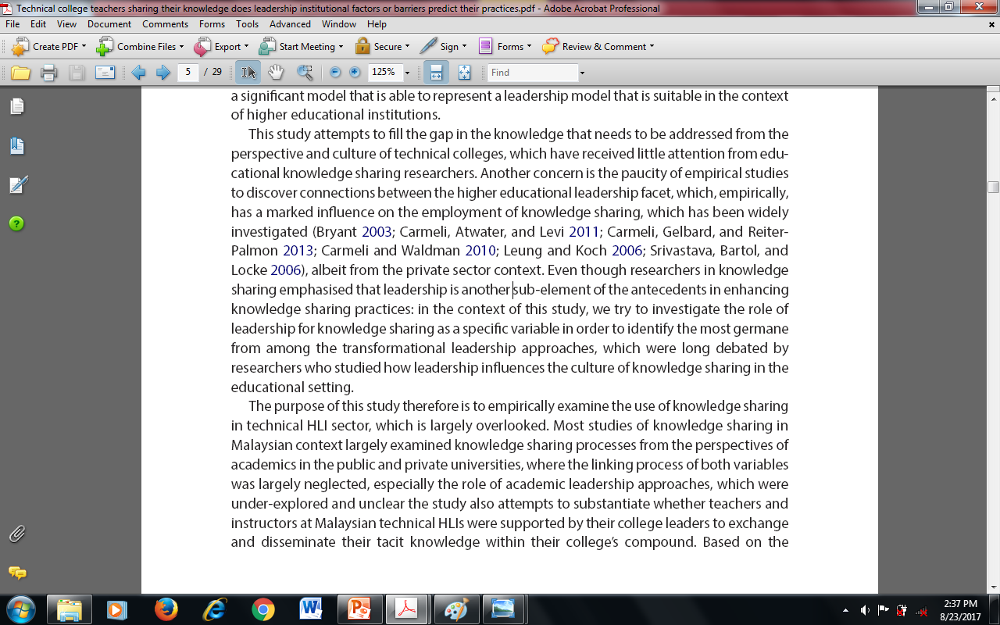 Technical college teachers sharing their knowledge does leadership institutional factors or barriers predict their practices.pdf - Adobe Acrobat Professional
File Edit View Document Comments Forms Tools Advanced Window Help
Create PDF Combine Files Export Start Meeting Secure Sign Forms Review & Comment
5 / 29 125% Find
a significant model that is able to represent a leadership model that is suitable in the context
of higher educational institutions.
This study attempts to fill the gap in the knowledge that needs to be addressed from the
perspective and culture of technical colleges, which have received little attention from edu-
cational knowledge sharing researchers. Another concern is the paucity of empirical studies
to discover connections between the higher educational leadership facet, which, empirically,
has a marked influence on the employment of knowledge sharing, which has been widely
investigated (Bryant 2003; Carmeli, Atwater, and Levi 2011; Carmeli, Gelbard, and Reiter-
Palmon 2013; Carmeli and Waldman 2010; Leung and Koch 2006; Srivastava, Bartol, and
Locke 2006), albeit from the private sector context. Even though researchers in knowledge
sharing emphasised that leadership is another sub-element of the antecedents in enhancing
knowledge sharing practices: in the context of this study, we try to investigate the role of
leadership for knowledge sharing as a specific variable in order to identify the most germane
from among the transformational leadership approaches, which were long debated by
researchers who studied how leadership influences the culture of knowledge sharing in the
educational setting.
The purpose of this study therefore is to empirically examine the use of knowledge sharing
in technical HLI sector, which is largely overlooked. Most studies of knowledge sharing in
Malaysian context largely examined knowledge sharing processes from the perspectives of
academics in the public and private universities, where the linking process of both variables
was largely neglected, especially the role of academic leadership approaches, which were
under-explored and unclear the study also attempts to substantiate whether teachers and
instructors at Malaysian technical HLIs were supported by their college leaders to exchange
and disseminate their tacit knowledge within their college's compound. Based on the
2:37 PM
8/23/2017